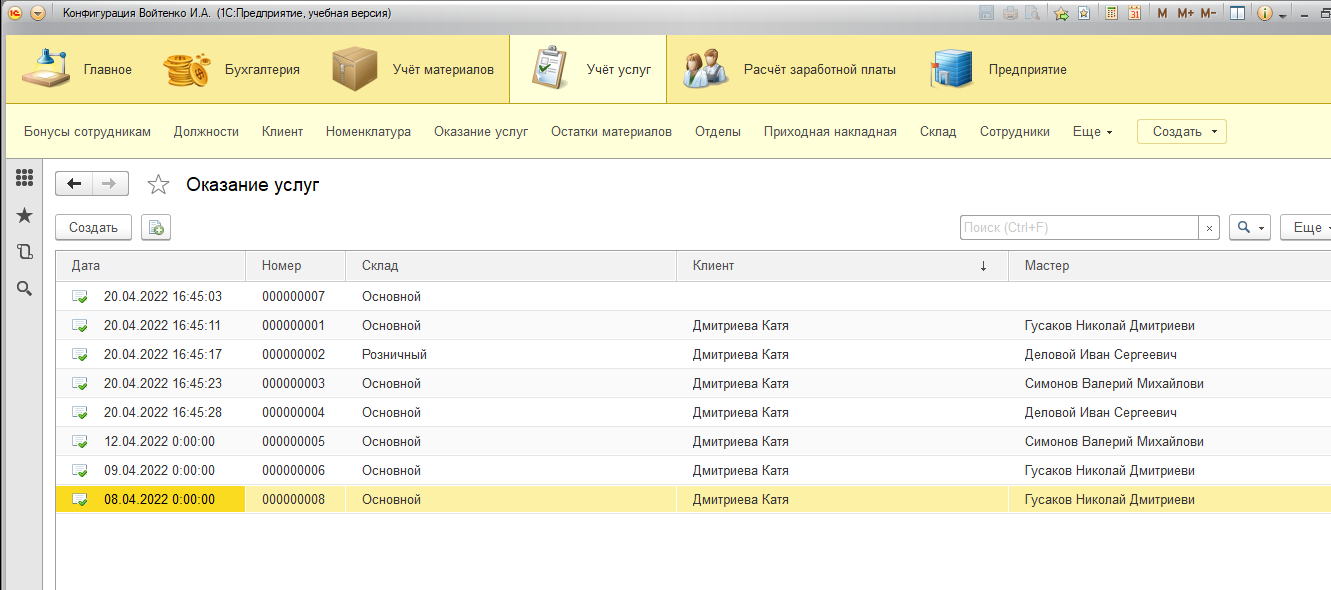 Конфигурация Войтенко И.А. (1С:Предприятие, учебная версия) 31 M M+ M-
Главное Бухгалтерия Учёт материалов Учёт услуг Расчёт заработной платы Предприятие
Бонусы сотрудникам Должности Клиент Номенклатура Оказание услуг Остатки материалов Отделы Приходная накладная Склад Сотрудники Еще Создать
Оказание услуг
Создать Поиск (Ctrl+F) × Еще
Дата Номер Склад Клиент ↓ Мастер
20.04.2022 16:45:03 000000007 Основной
20.04.2022 16:45:11 000000001 Основной Дмитриева Катя Гусаков Николай Дмитриеви
20.04.2022 16:45:17 000000002 Розничный Дмитриева Катя Деловой Иван Сергеевич
20.04.2022 16:45:23 000000003 Основной Дмитриева Катя Симонов Валерий Михайлови
20.04.2022 16:45:28 000000004 Основной Дмитриева Катя Деловой Иван Сергеевич
12.04.2022 0:00:00 000000005 Основной Дмитриева Катя Симонов Валерий Михайлови
09.04.2022 0:00:00 000000006 Основной Дмитриева Катя Гусаков Николай Дмитриеви
08.04.2022 0:00:00 000000008 Основной Дмитриева Катя Гусаков Николай Дмитриеви